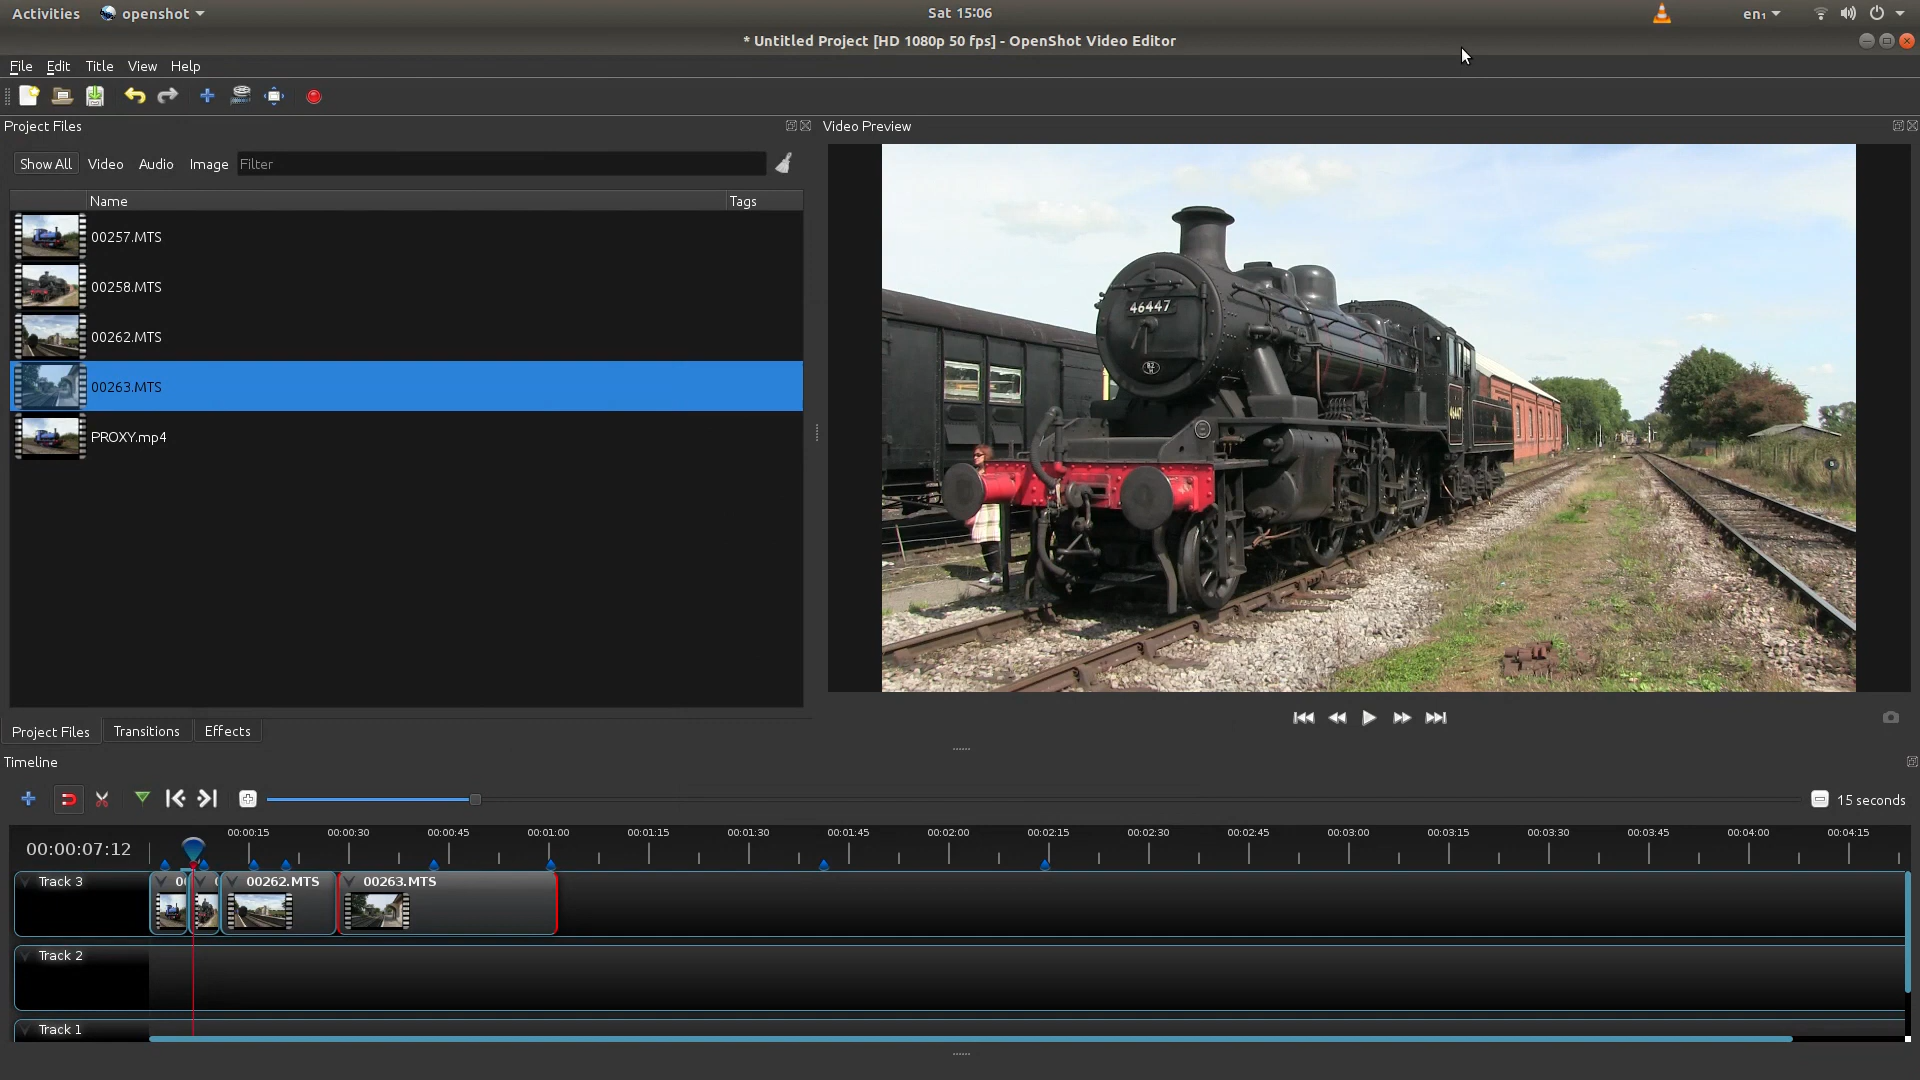 Activities openshot Sat 15:06 en₁
* Untitled Project [HD 1080p 50 fps] - OpenShot Video Editor
File Edit Title View Help
Project Files
Video Preview
Show All Video Audio Image Filter
Name Tags
00257.MTS
00258.MTS
00262.MTS
00263.MTS
PROXY.mp4
46447
46447
Project Files Transitions Effects
Timeline
15 seconds
00:00:07:12
00:00:15 00:00:30 00:00:45 00:01:00 00:01:15 00:01:30 00:01:45 00:02:00 00:02:15 00:02:30 00:02:45 00:03:00 00:03:15 00:03:30 00:03:45 00:04:00 00:04:15
Track 3
00262.MTS 00263.MTS
Track 2
Track 1